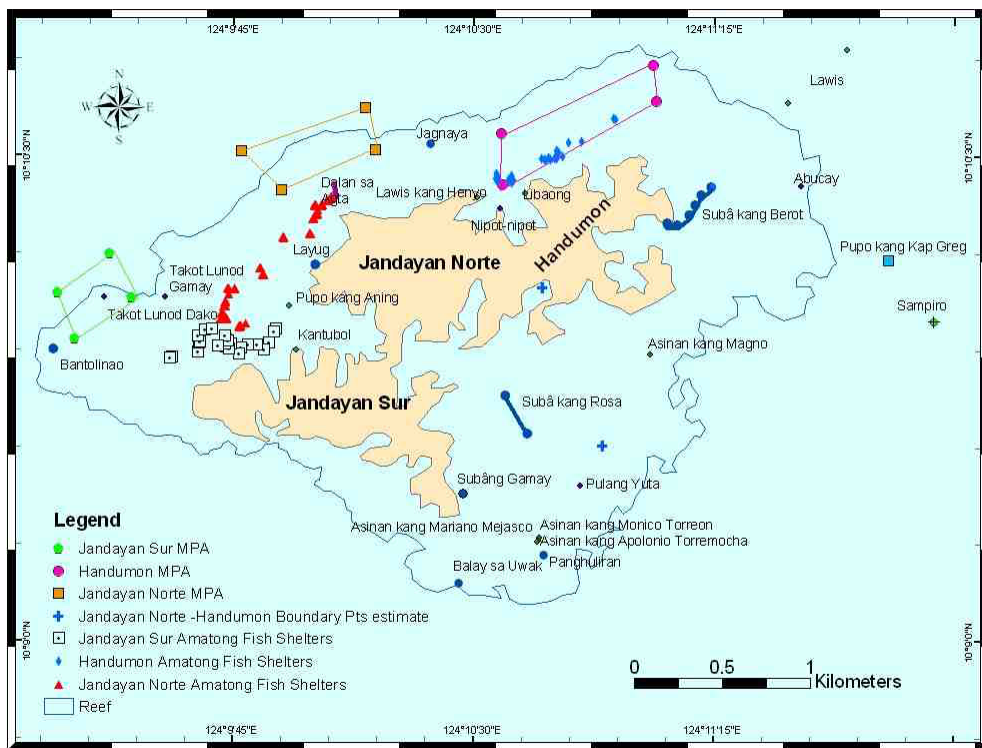 124°9'45"E
124°10'30"E
124°11'15"E
N
W
E
S
Lawis
Jagnaya
10°10'30"N
10°10'30"N
Dalan sa
Agta
Lawis kang Henyo
Libaong
Abucay
Nipot-nipot
Subâ kang Berot
Handumon
Layug
Jandayan Norte
Pupo kang Kap Greg
Takot Lunod
Gamay
Pupo kang Aning
Sampiro
Takot Lunod Dako
Kantubol
Asinan kang Magno
Bantolinao
Jandayan Sur
Subâ kang Rosa
Subâng Gamay
Pulang Yuta
Legend
Asinan kang Mariano Mejasco
Asinan kang Monico Torreon
Asinan kang Apolonio Torremocha
Jandayan Sur MPA
Balay sa Uwak
Panghuliran
Handumon MPA
Jandayan Norte MPA
Jandayan Norte -Handumon Boundary Pts estimate
Jandayan Sur Amatong Fish Shelters
Handumon Amatong Fish Shelters
Jandayan Norte Amatong Fish Shelters
Reef
10°9'0"N
10°9'0"N
0
0.5
1
Kilometers
124°9'45"E
124°10'30"E
124°11'15"E